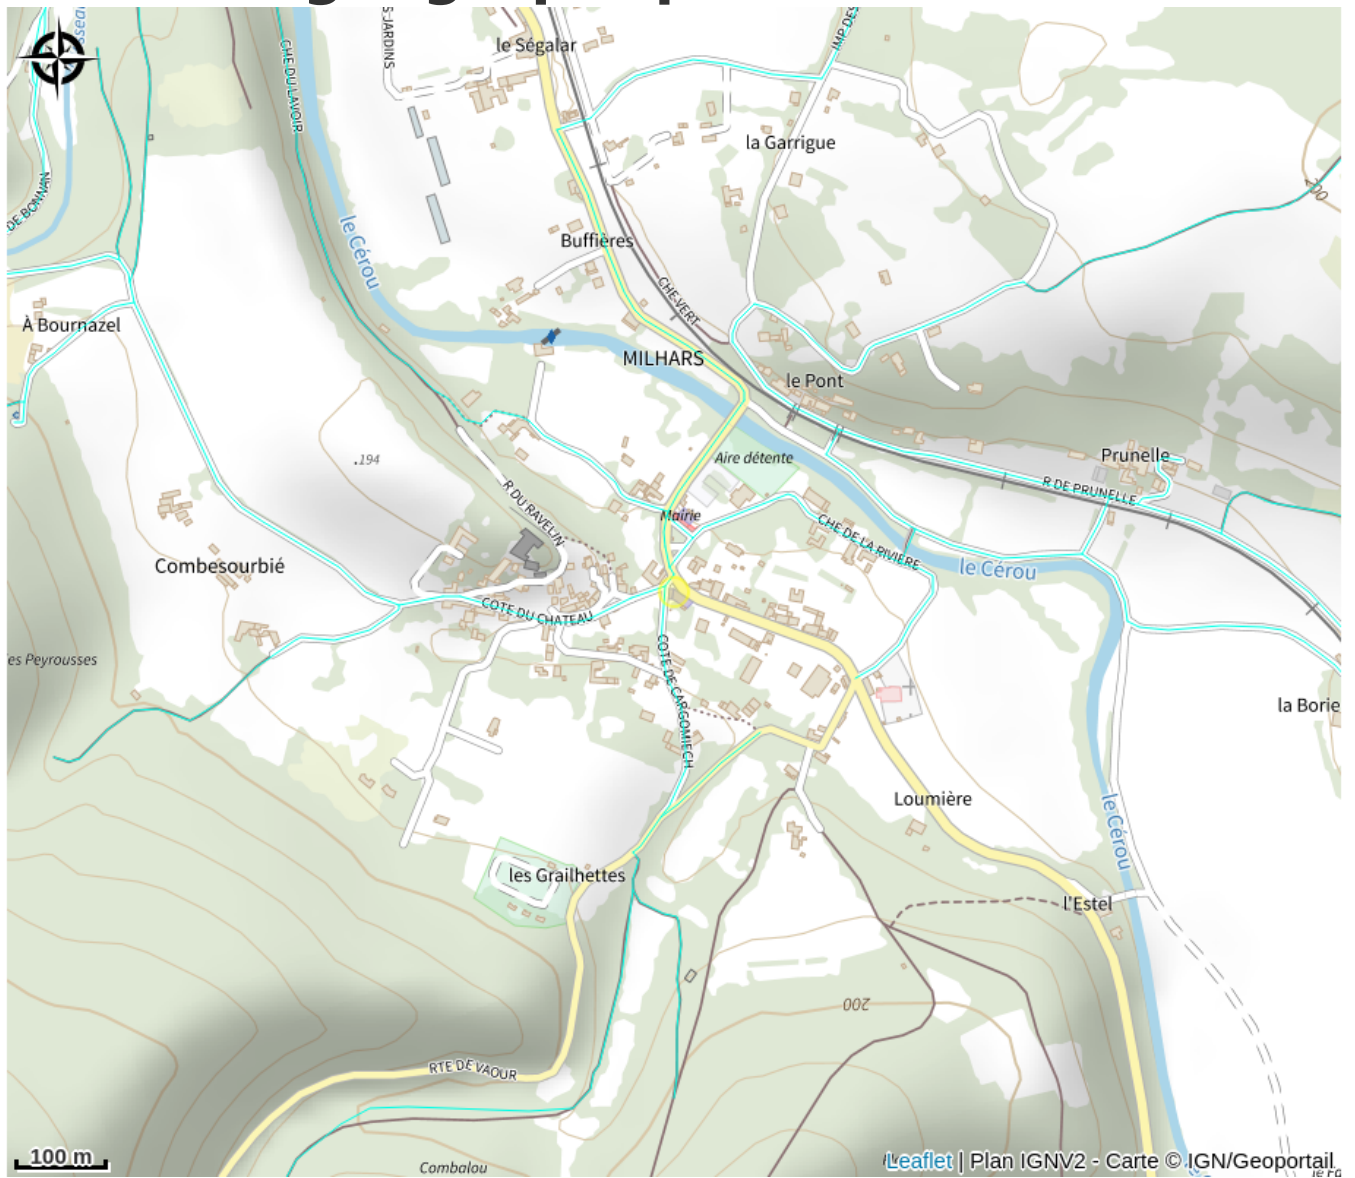 le Ségalar
S JARDINS
IMP DES
CHE DU LAVOIR
la Garrigue
DE BONNAN
200
le Cérou
Buffières
CHE VERT
À Bournazel
MILHARS
le Pont
.194
Aire détente
Prunelle
R DE PRUNELLE
R DU RAVELIN
Mairie
CHE DE LA RIVIERE
Combesourbié
le Cérou
COTE DU CHATEAU
es Peyrousses
COTE DE CARGOMIECH
la Borie
Loumière
le Cérou
les Grailhettes
l'Estel
200
RTE DE VAOUR
100 m
Combalou
Leaflet | Plan IGNV2 - Carte © IGN/Geoportail